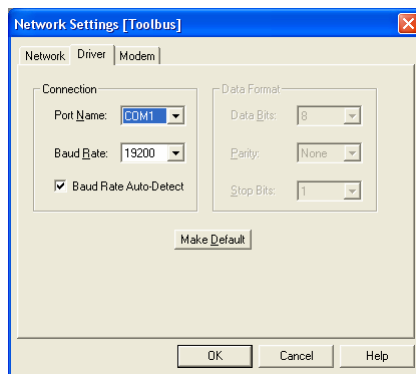 Network Settings [Toolbus]
Network Driver Modem
Connection
Port Name: COM1
Baud Rate: 19200
Baud Rate Auto-Detect
Data Format
Data Bits: 8
Parity: None
Stop Bits: 1
Make Default
OK Cancel Help